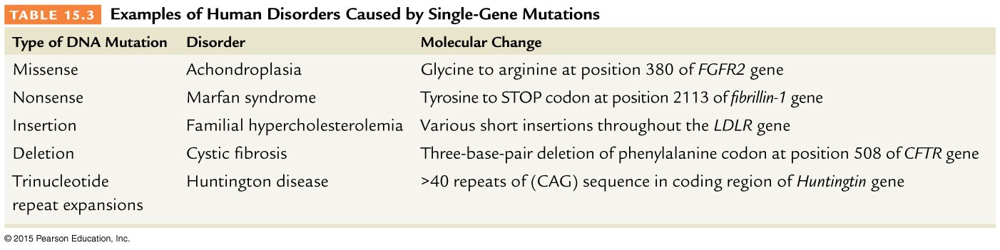 TABLE 15.3 Examples of Human Disorders Caused by Single-Gene Mutations
Type of DNA Mutation Disorder Molecular Change
Missense Achondroplasia Glycine to arginine at position 380 of FGFR2 gene
Nonsense Marfan syndrome Tyrosine to STOP codon at position 2113 of fibrillin-1 gene
Insertion Familial hypercholesterolemia Various short insertions throughout the LDLR gene
Deletion Cystic fibrosis Three-base-pair deletion of phenylalanine codon at position 508 of CFTR gene
Trinucleotide Huntington disease >40 repeats of (CAG) sequence in coding region of Huntingtin gene
repeat expansions
© 2015 Pearson Education, Inc.